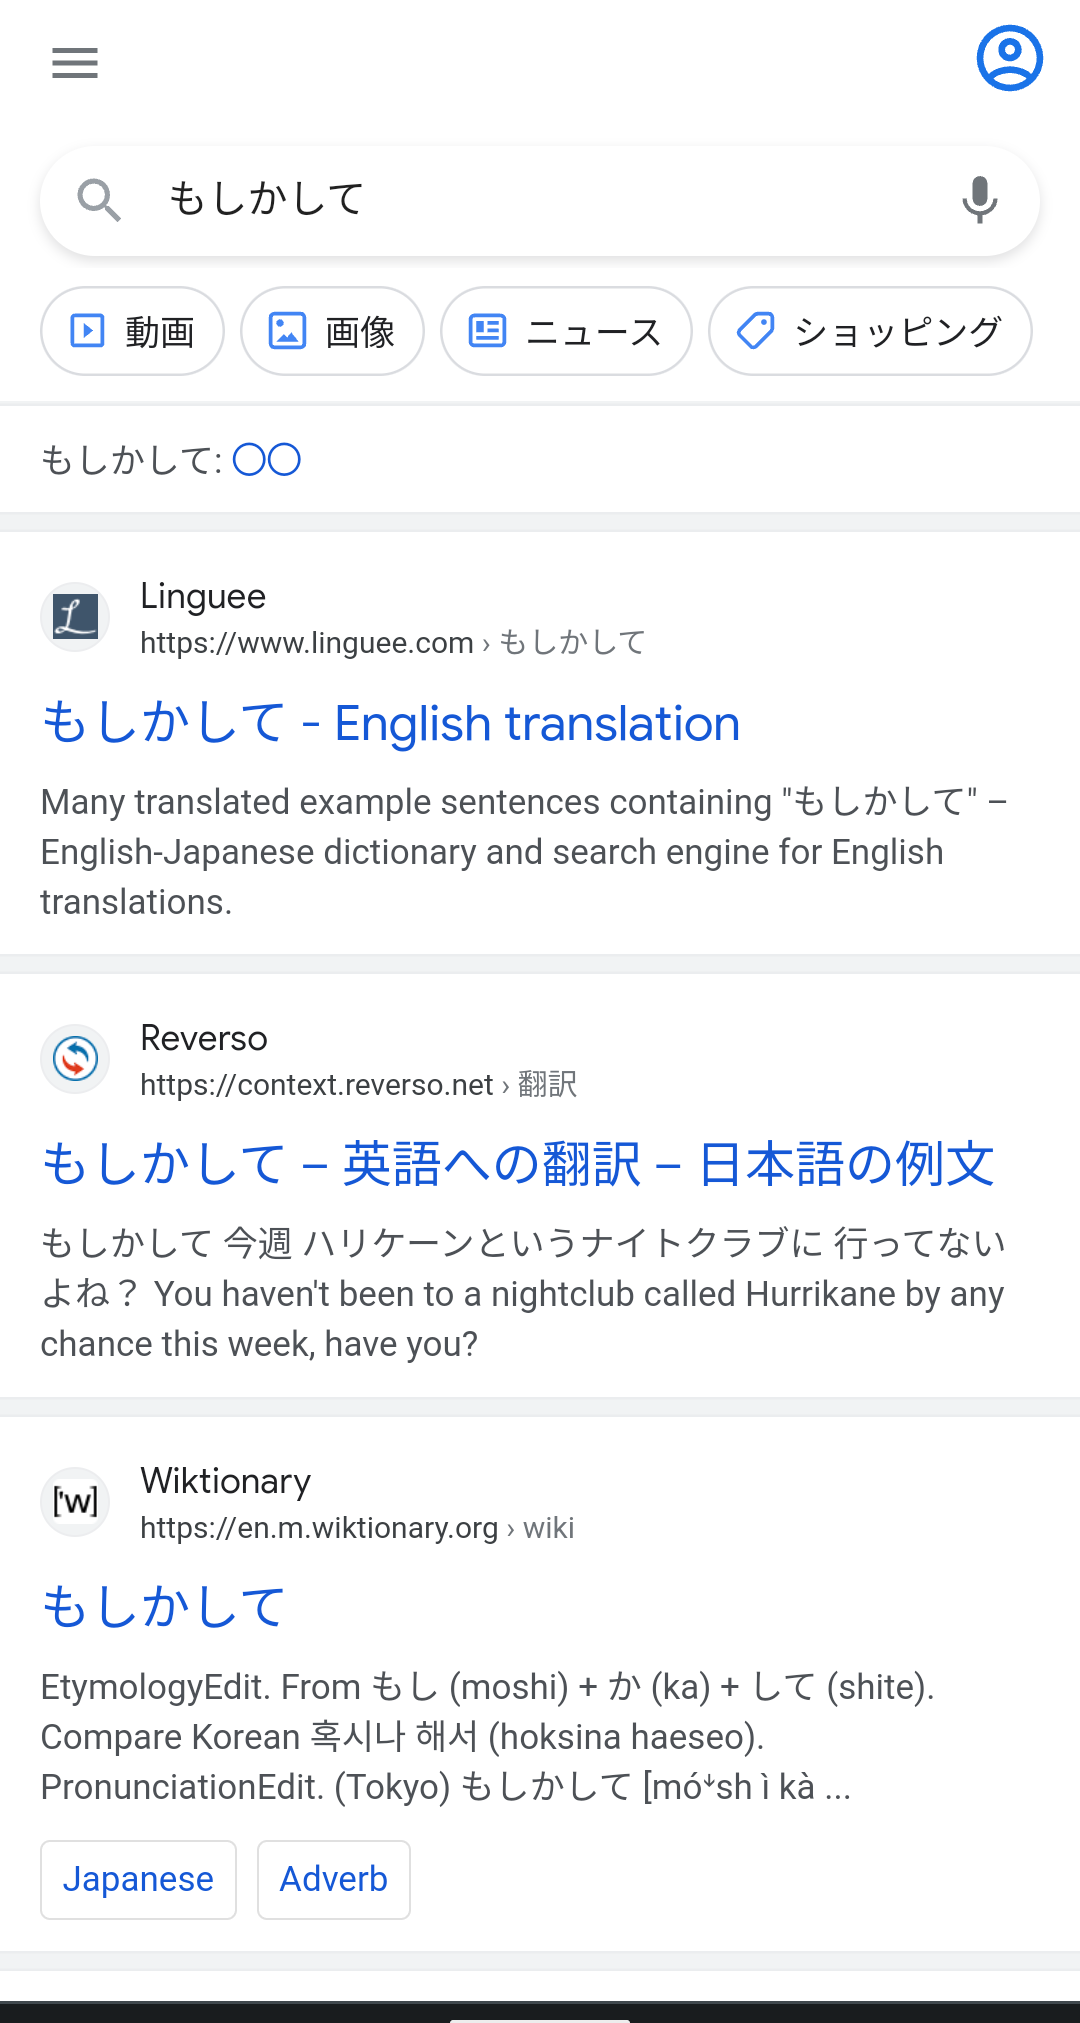 もしかして
動画 画像 ニュース ショッピング
もしかして: 〇〇
Linguee
https://www.linguee.com › もしかして
もしかして - English translation
Many translated example sentences containing "もしかして" –
English-Japanese dictionary and search engine for English
translations.
Reverso
https://context.reverso.net › 翻訳
もしかして – 英語への翻訳 – 日本語の例文
もしかして 今週 ハリケーンというナイトクラブに 行ってない
よね？ You haven't been to a nightclub called Hurrikane by any
chance this week, have you?
['w]
Wiktionary
https://en.m.wiktionary.org › wiki
もしかして
EtymologyEdit. From もし (moshi) + か (ka) + して (shite).
Compare Korean 혹시나 해서 (hoksina haeseo).
PronunciationEdit. (Tokyo) もしかして [móꜜsh ì kà ...
Japanese Adverb